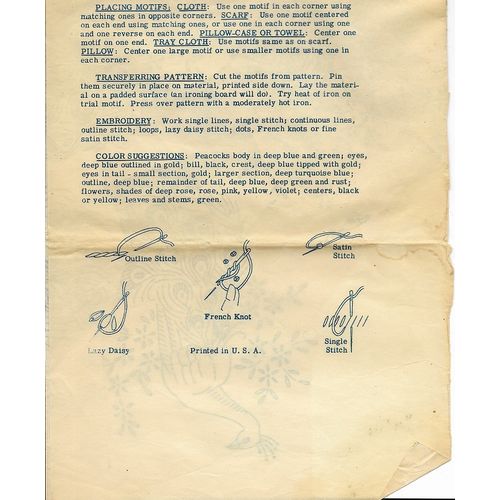 PLACING MOTIFS: CLOTH: Use one motif in each corner using
matching ones in opposite corners. SCARF: Use one motif centered
on each end using matching ones, or use one in each corner using one
and one reverse on each end. PILLOW-CASE OR TOWEL: Center one
motif on one end. TRAY CLOTH: Use motifs same as on scarf.
PILLOW: Center one large motif or use smaller motifs using one in
each corner.
TRANSFERRING PATTERN: Cut the motifs from pattern. Pin
them securely in place on material, printed side down. Lay the materi-
al on a padded surface (an ironing board will do). Try heat of iron on
trial motif. Press over pattern with a moderately hot iron.
EMBROIDERY: Work single lines, single stitch; continuous lines,
outline stitch; loops, lazy daisy stitch; dots, French knots or fine
satin stitch.
COLOR SUGGESTIONS: Peacocks body in deep blue and green; eyes,
deep blue outlined in gold; bill, black, crest, deep blue tipped with gold;
eyes in tail - small section, gold; larger section, deep turquoise blue;
outline, deep blue; remainder of tail, deep blue, deep green and rust;
flowers, shades of deep rose, rose, pink, yellow, violet; centers, black
or yellow; leaves and stems, green.
Outline Stitch
Satin
Stitch
French Knot
Lazy Daisy
Printed in U. S. A.
Single
Stitch